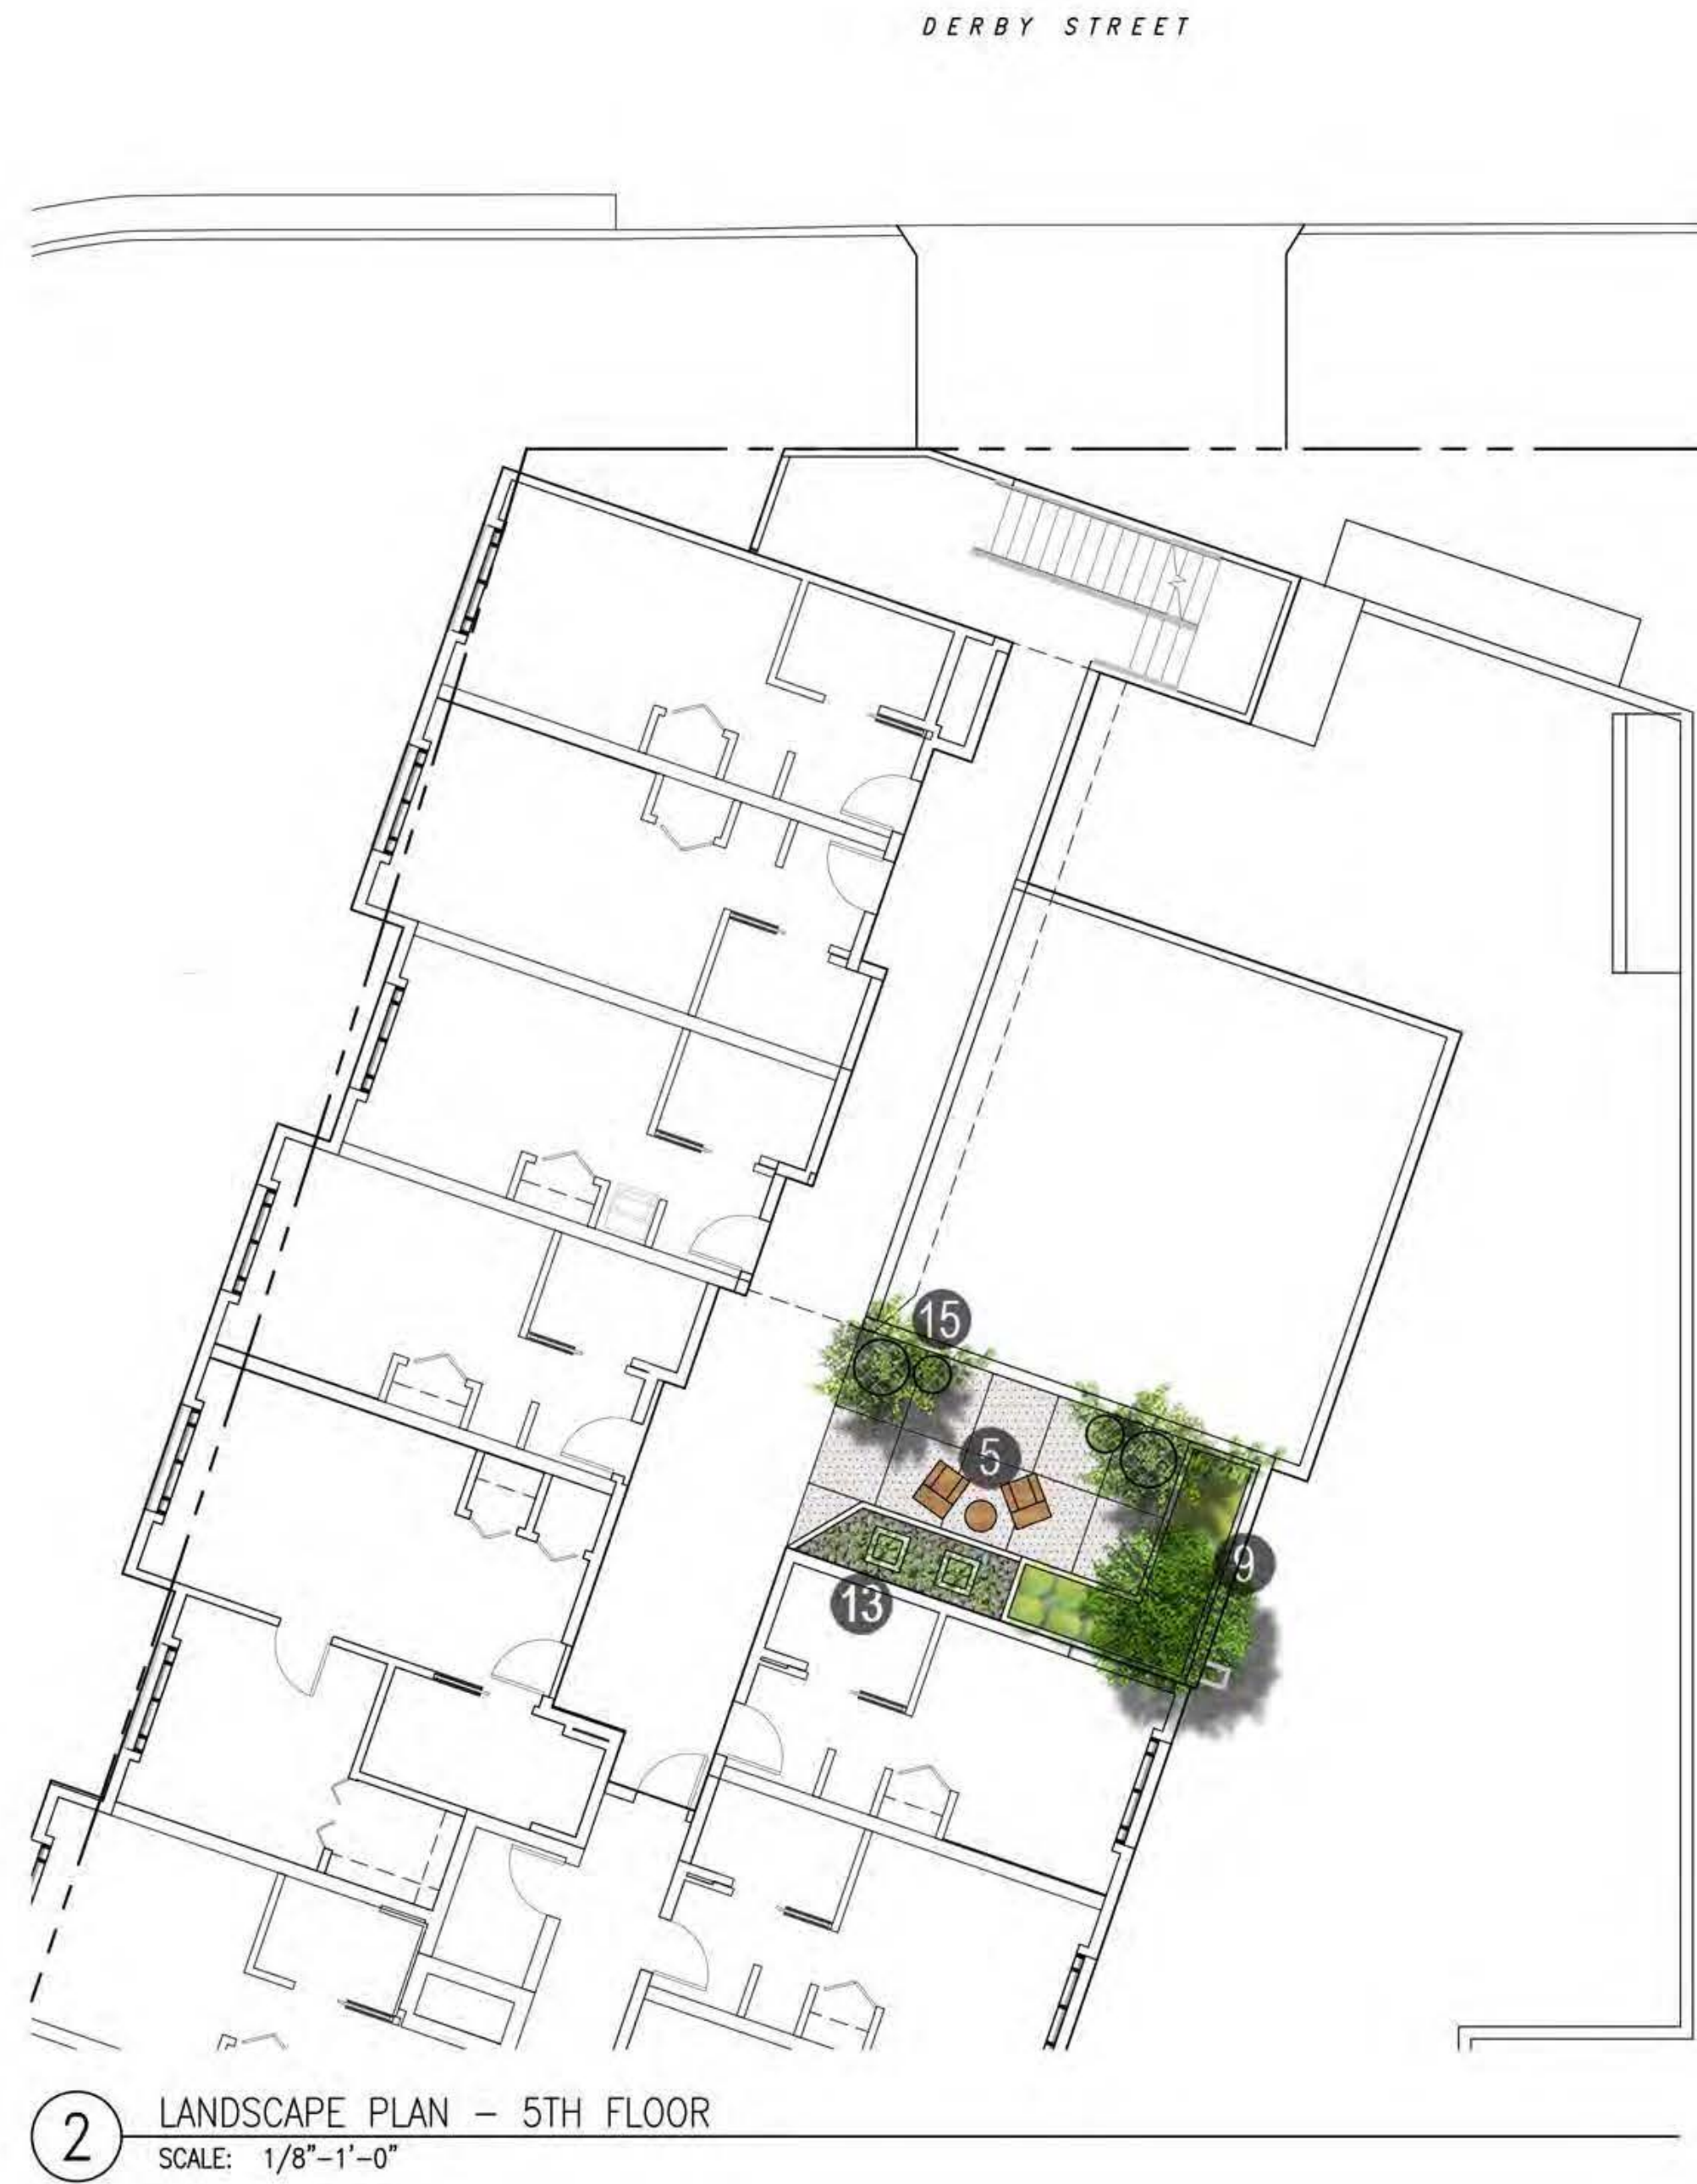 DERBY STREET
15
5
9
13
2
LANDSCAPE PLAN – 5TH FLOOR
SCALE: 1/8"–1'–0"